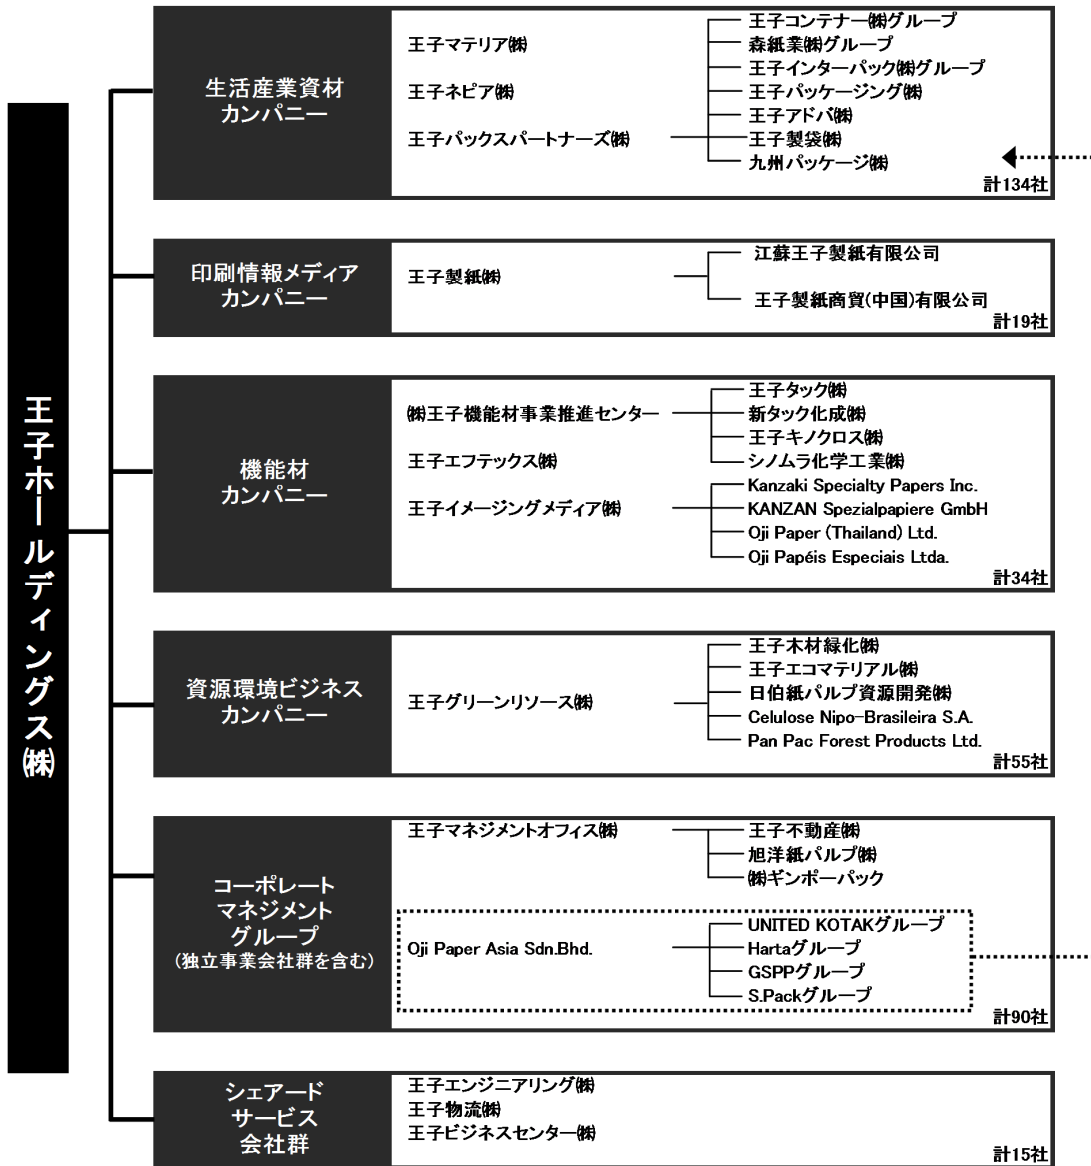 王子ホールディングス㈱
生活産業資材
カンパニー
王子マテリア㈱
王子ネピア㈱
王子パックスパートナーズ㈱
王子コンテナー㈱グループ
森紙業㈱グループ
王子インターパック㈱グループ
王子パッケージング㈱
王子アドバ㈱
王子製袋㈱
九州パッケージ㈱
計134社
印刷情報メディア
カンパニー
王子製紙㈱
江蘇王子製紙有限公司
王子製紙商貿(中国)有限公司
計19社
機能材
カンパニー
㈱王子機能材事業推進センター
王子エフテックス㈱
王子イメージングメディア㈱
王子タック㈱
新タック化成㈱
王子キノクロス㈱
シノムラ化学工業㈱
Kanzaki Specialty Papers Inc.
KANZAN Spezialpapiere GmbH
Oji Paper (Thailand) Ltd.
Oji Papéis Especiais Ltda.
計34社
資源環境ビジネス
カンパニー
王子グリーンリソース㈱
王子木材緑化㈱
王子エコマテリアル㈱
日伯紙パルプ資源開発㈱
Celulose Nipo-Brasileira S.A.
Pan Pac Forest Products Ltd.
計55社
コーポレート
マネジメント
グループ
(独立事業会社群を含む)
王子マネジメントオフィス㈱
王子不動産㈱
旭洋紙パルプ㈱
㈱ギンポーパック
Oji Paper Asia Sdn.Bhd.
UNITED KOTAKグループ
Hartaグループ
GSPPグループ
S.Packグループ
計90社
シェアード
サービス
会社群
王子エンジニアリング㈱
王子物流㈱
王子ビジネスセンター㈱
計15社